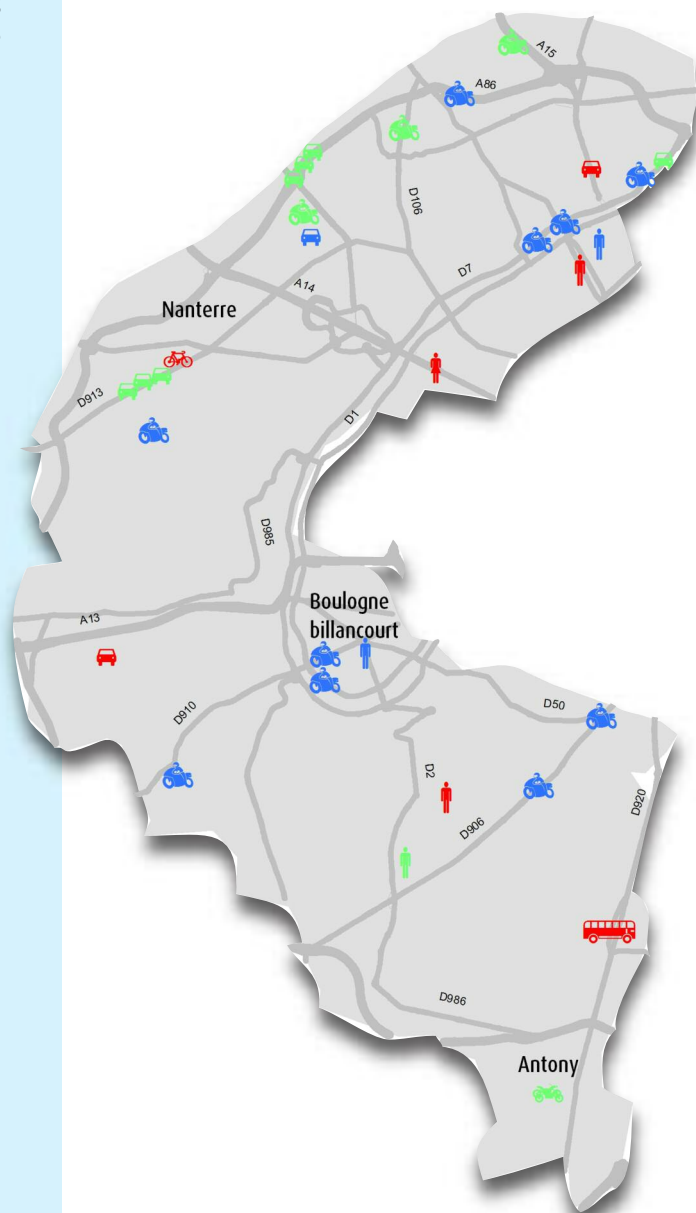 A15
A86
D106
D7
A14
Nanterre
D913
D1
D985
Boulogne
billancourt
A13
D910
D50
D2
D920
D906
D986
Antony